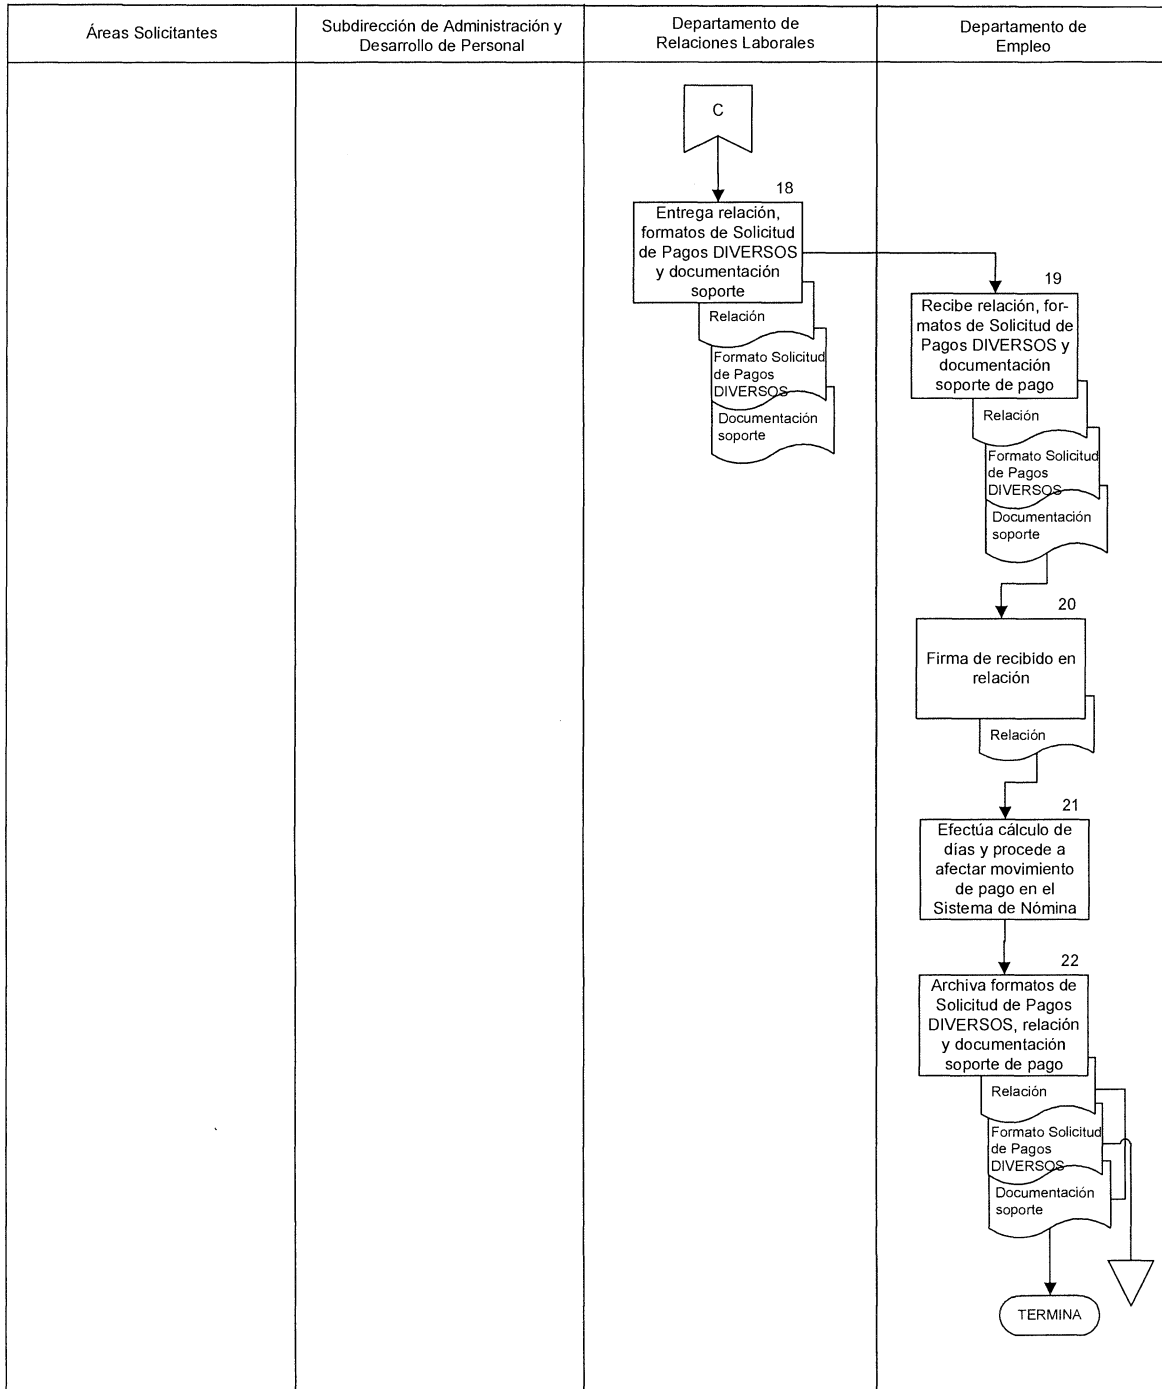 Áreas Solicitantes
Subdirección de Administración y
Desarrollo de Personal
Departamento de
Relaciones Laborales
Departamento de
Empleo
C
18
Entrega relación,
formatos de Solicitud
de Pagos DIVERSOS
y documentación
soporte
Relación
Formato Solicitud
de Pagos
DIVERSOS
Documentación
soporte
19
Recibe relación, for-
matos de Solicitud de
Pagos DIVERSOS y
documentación
soporte de pago
Relación
Formato Solicitud
de Pagos
DIVERSOS
Documentación
soporte
20
Firma de recibido en
relación
Relación
21
Efectúa cálculo de
días y procede a
afectar movimiento
de pago en el
Sistema de Nómina
22
Archiva formatos de
Solicitud de Pagos
DIVERSOS, relación
y documentación
soporte de pago
Relación
Formato Solicitud
de Pagos
DIVERSOS
Documentación
soporte
TERMINA